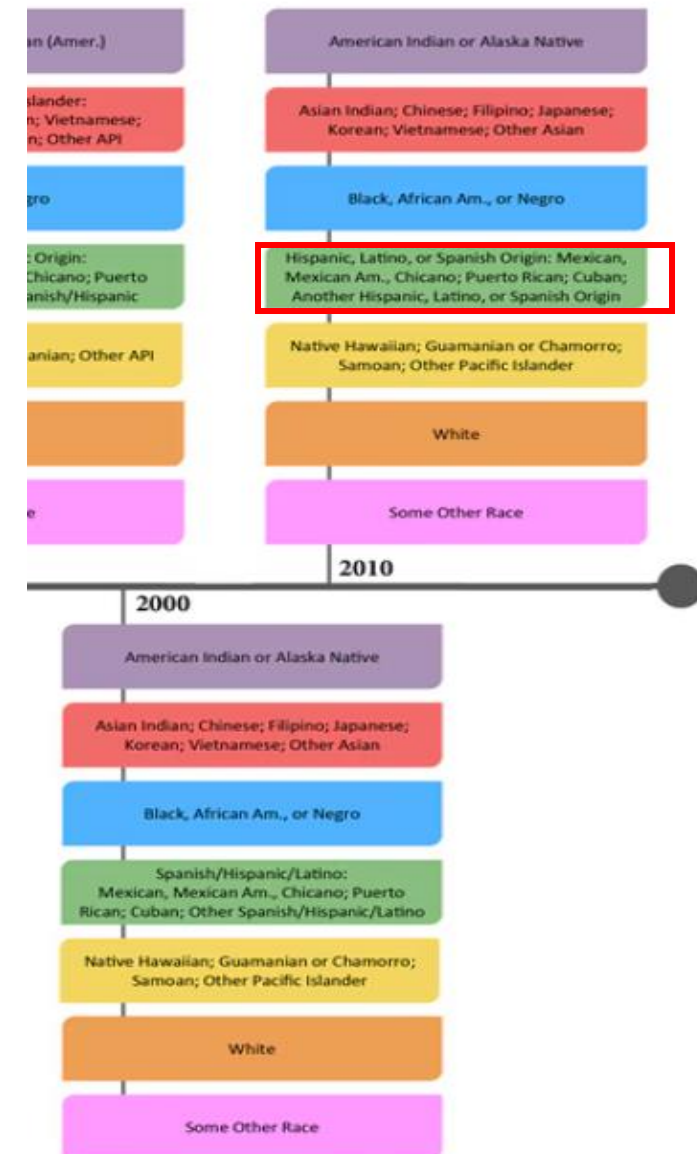 an (Amer.)
slander:
n; Vietnamese;
n; Other API
gro
Origin:
Chicano; Puerto
anish/Hispanic
anian; Other API
e
American Indian or Alaska Native
Asian Indian; Chinese; Filipino; Japanese;
Korean; Vietnamese; Other Asian
Black, African Am., or Negro
Hispanic, Latino, or Spanish Origin: Mexican,
Mexican Am., Chicano; Puerto Rican; Cuban;
Another Hispanic, Latino, or Spanish Origin
Native Hawaiian; Guamanian or Chamorro;
Samoan; Other Pacific Islander
White
Some Other Race
2010
2000
American Indian or Alaska Native
Asian Indian; Chinese; Filipino; Japanese;
Korean; Vietnamese; Other Asian
Black, African Am., or Negro
Spanish/Hispanic/Latino:
Mexican, Mexican Am., Chicano; Puerto
Rican; Cuban; Other Spanish/Hispanic/Latino
Native Hawaiian; Guamanian or Chamorro;
Samoan; Other Pacific Islander
White
Some Other Race